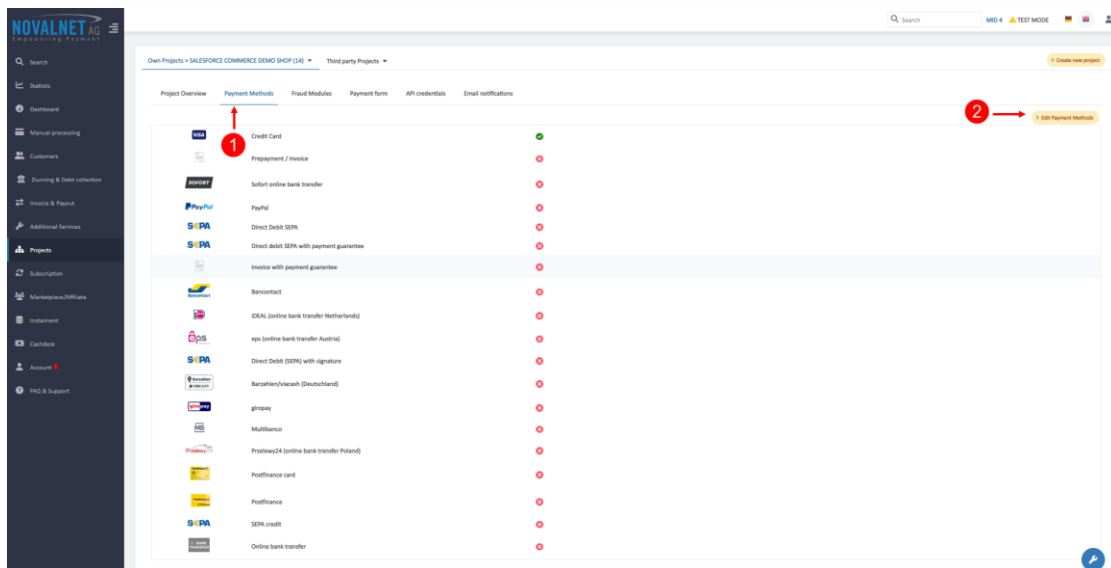 NOVALNET AG
Empowering Payment
Search
MID 4
TEST MODE
Search
Statistic
Dashboard
Manual processing
Customers
Dunning & Debt collection
Invoice & Payout
Additional Services
Projects
Subscription
Marketplace/Affiliate
Instalment
Cashdesk
Account
FAQ & Support
Own Projects > SALESFORCE COMMERCE DEMO SHOP (14)
Third party Projects
Create new project
Project Overview
Payment Methods
Fraud Modules
Payment form
API credentials
Email notifications
1
2
Edit Payment Methods
VISA
Credit Card
Prepayment / Invoice
SOFORT
Sofort online bank transfer
PayPal
PayPal
SEPA
Direct Debit SEPA
SEPA
Direct debit SEPA with payment guarantee
Invoice with payment guarantee
Bancontact
Bancontact
iDEAL (online bank transfer Netherlands)
eps
eps (online bank transfer Austria)
SEPA
Direct Debit (SEPA) with signature
Barzahlen
viacash
Barzahlen/viacash (Deutschland)
giropay
giropay
MB
MultiBanco
Przelewy24
Przelewy24 (online bank transfer Poland)
Postfinance card
Postfinance
SEPA
SEPA credit
Online bank transfer